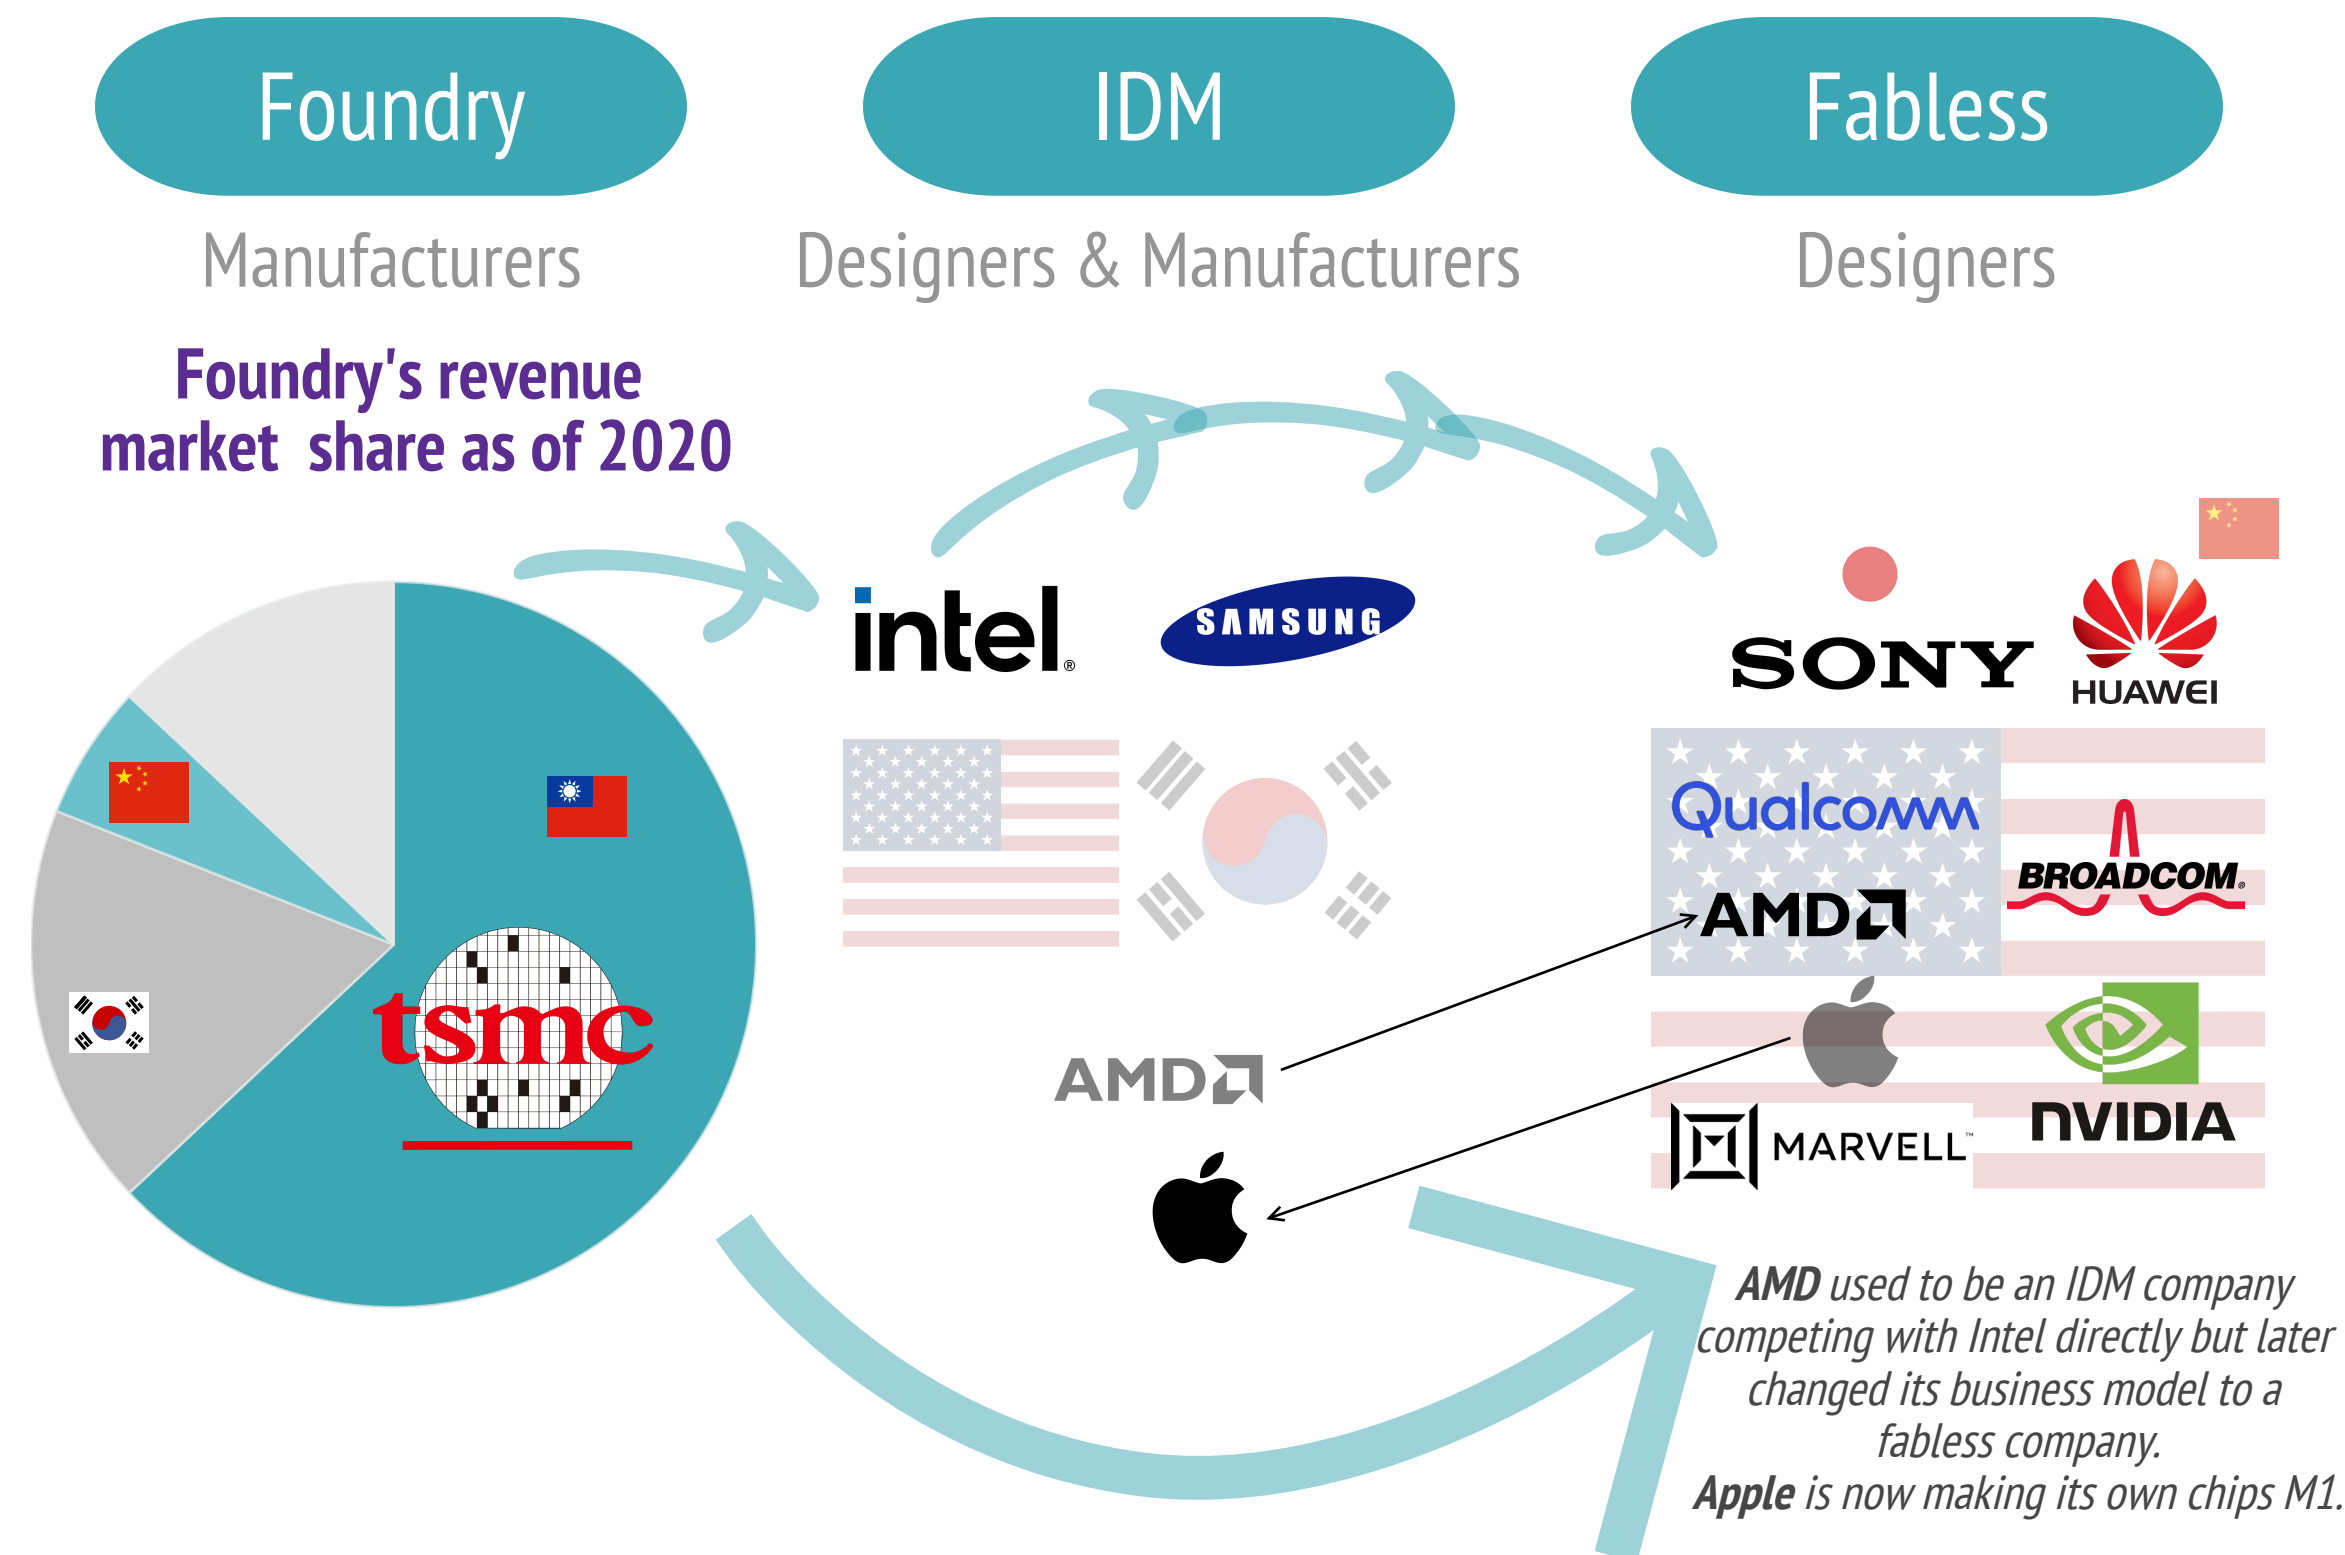 Foundry
IDM
Fabless
Manufacturers
Designers & Manufacturers
Designers
Foundry's revenue
market share as of 2020
intel®
SAMSUNG
SONY
HUAWEI
Qualcomm
BROADCOM®
AMD
tsmc
AMD
MARVELL™
NVIDIA
AMD used to be an IDM company
competing with Intel directly but later
changed its business model to a
fabless company.
Apple is now making its own chips M1.